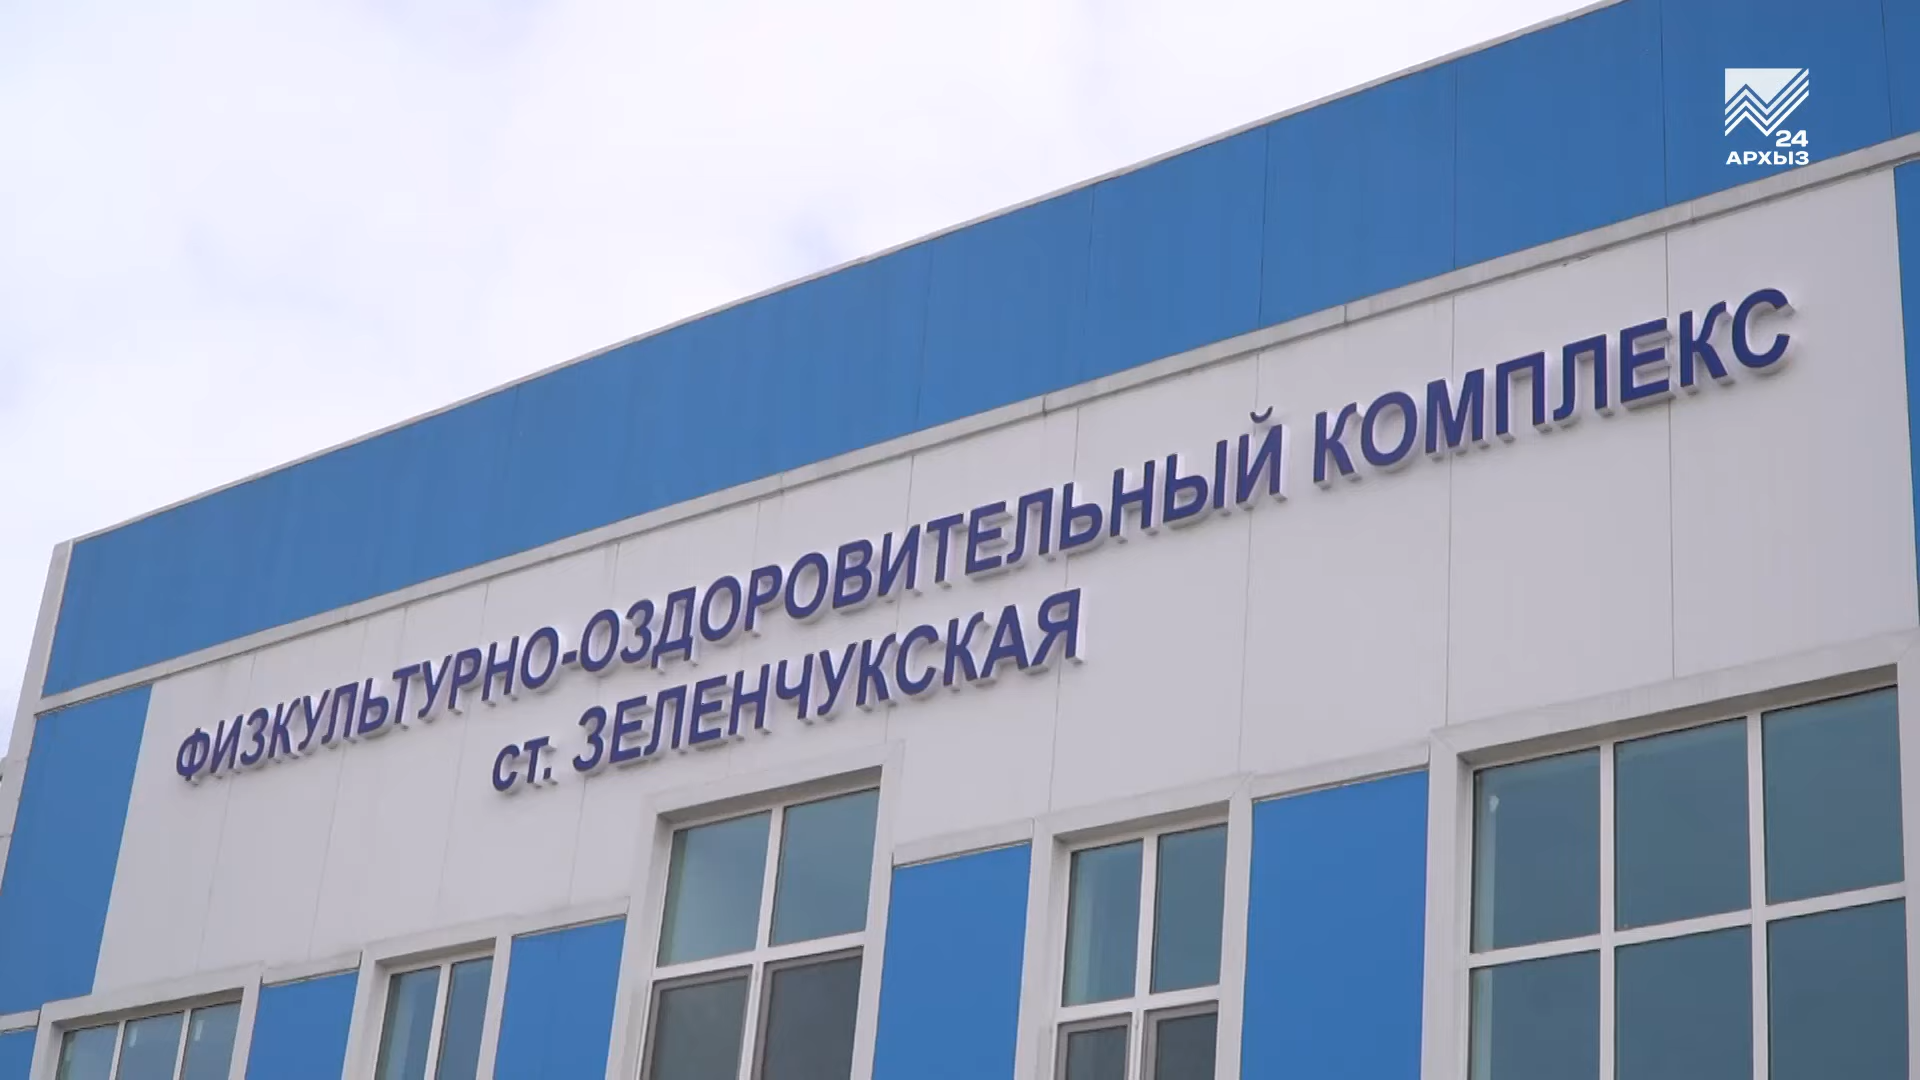 24
АРХЫЗ
ФИЗКУЛЬТУРНО-ОЗДОРОВИТЕЛЬНЫЙ КОМПЛЕКС
ст. ЗЕЛЕНЧУКСКАЯ